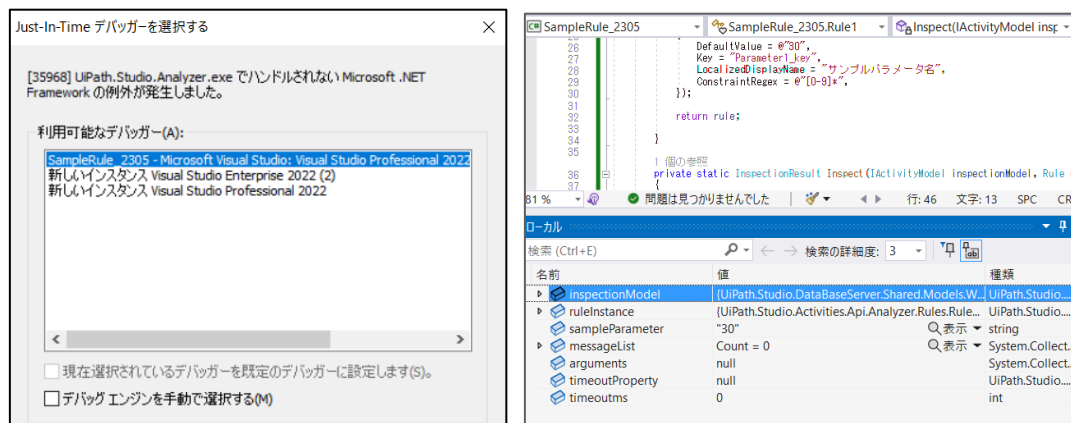 Just-In-Time デバッガーを選択する
[35968] UiPath.Studio.Analyzer.exe でハンドルされない Microsoft .NET
Framework の例外が発生しました。
利用可能なデバッガー(A):
SampleRule_2305 - Microsoft Visual Studio: Visual Studio Professional 2022
新しいインスタンス Visual Studio Enterprise 2022 (2)
新しいインスタンス Visual Studio Professional 2022
現在選択されているデバッガーを既定のデバッガーに設定します(S)。
デバッグ エンジンを手動で選択する(M)
C# SampleRule_2305 SampleRule_2305.Rule1 Inspect(IActivityModel insp
26 DefaultValue = @"30",
27 Key = "Parameter1_key",
28 LocalizedDisplayName = "サンプルパラメータ名",
29 ConstraintRegex = @"[0-9]*",
30 });
31
32 return rule;
33
34 }
35
1 個の参照
36 private static InspectionResult Inspect(IActivityModel inspectionModel, Rule
37 {
81 % 問題は見つかりませんでした 行: 46 文字: 13 SPC CR
ローカル
検索 (Ctrl+E) 検索の詳細度: 3
名前 値 種類
inspectionModel {UiPath.Studio.DataBaseServer.Shared.Models.W... UiPath.Studio....
ruleInstance {UiPath.Studio.Activities.Api.Analyzer.Rules.Rule... UiPath.Studio....
sampleParameter "30" 表示 string
messageList Count = 0 表示 System.Collect...
arguments null System.Collect...
timeoutProperty null UiPath.Studio....
timeoutms 0 int